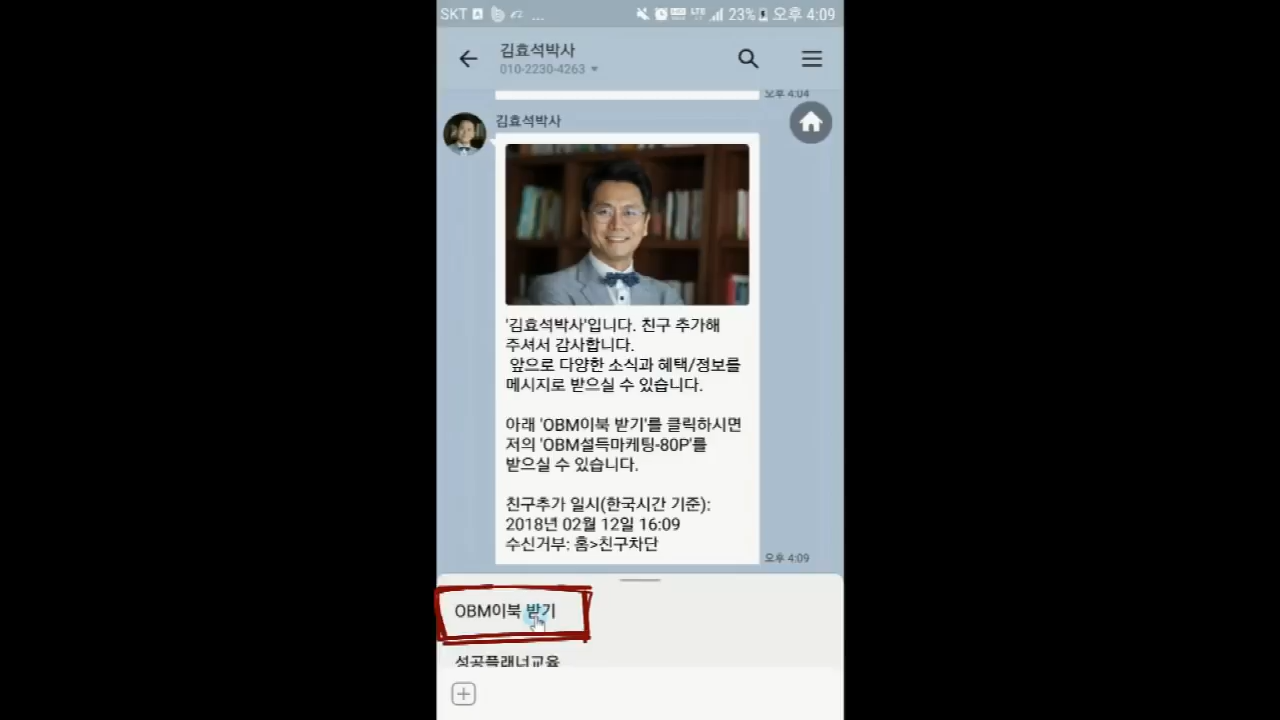 SKT ... 23% 오후 4:09
김효석박사
010-2230-4263
오후 4:04
김효석박사
'김효석박사'입니다. 친구 추가해
주셔서 감사합니다.
앞으로 다양한 소식과 혜택/정보를
메시지로 받으실 수 있습니다.
아래 'OBM이북 받기'를 클릭하시면
저의 'OBM설득마케팅-80P'를
받으실 수 있습니다.
친구추가 일시(한국시간 기준):
2018년 02월 12일 16:09
수신거부: 홈>친구차단
오후 4:09
OBM이북 받기
성공플래너교육